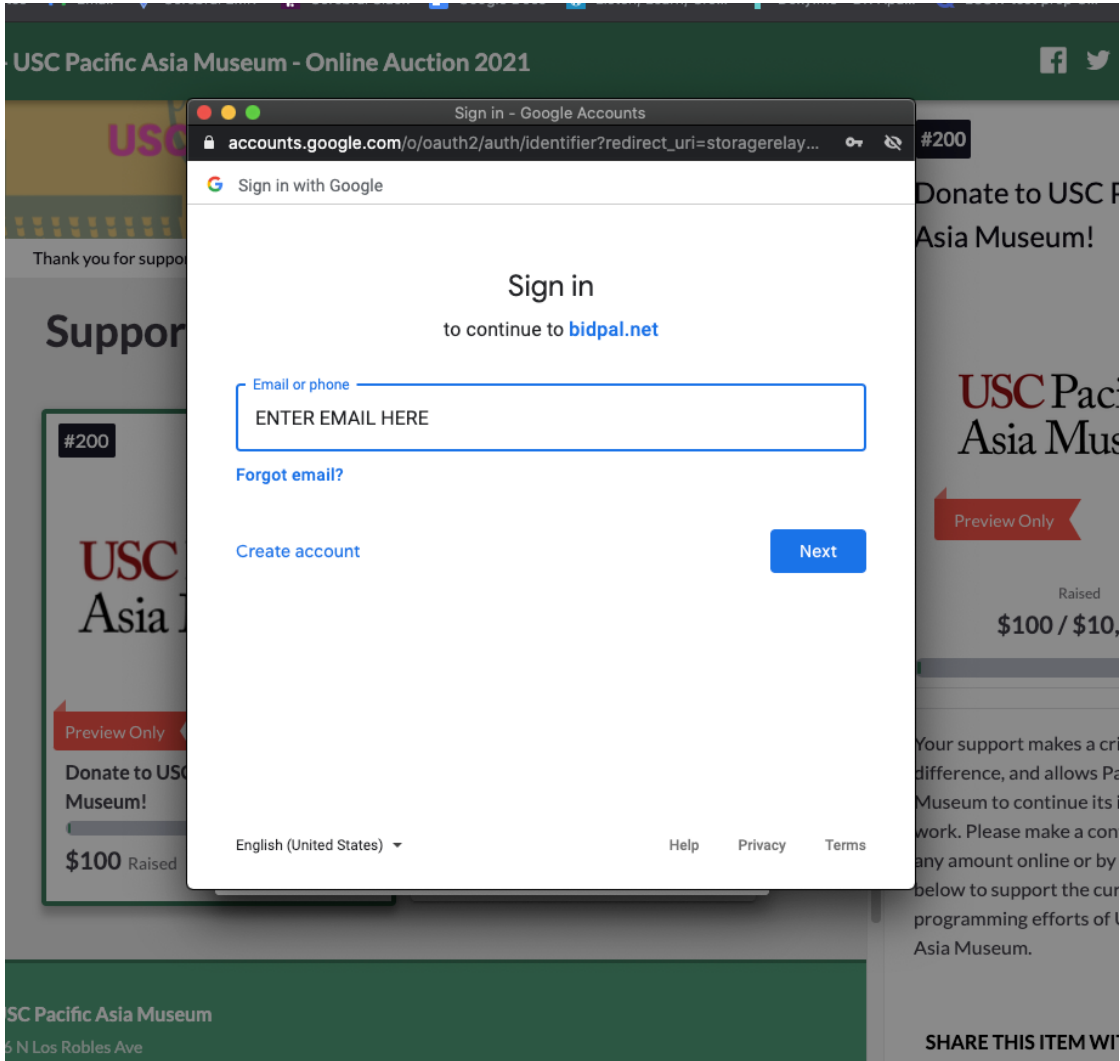 USC Pacific Asia Museum - Online Auction 2021
Sign in - Google Accounts
accounts.google.com/o/oauth2/auth/identifier?redirect_uri=storagerelay...
G Sign in with Google
Sign in
to continue to bidpal.net
Email or phone
ENTER EMAIL HERE
Forgot email?
Create account
Next
English (United States)
Help Privacy Terms
USC
Thank you for suppo
Suppor
#200
USC
Asia
Preview Only
Donate to USC
Museum!
$100 Raised
#200
Donate to USC P
Asia Museum!
USC Paci
Asia Mus
Preview Only
Raised
$100 / $10,
Your support makes a cri
difference, and allows Pa
Museum to continue its i
work. Please make a con
any amount online or by
below to support the cur
programming efforts of U
Asia Museum.
SHARE THIS ITEM WIT
SC Pacific Asia Museum
6 N Los Robles Ave